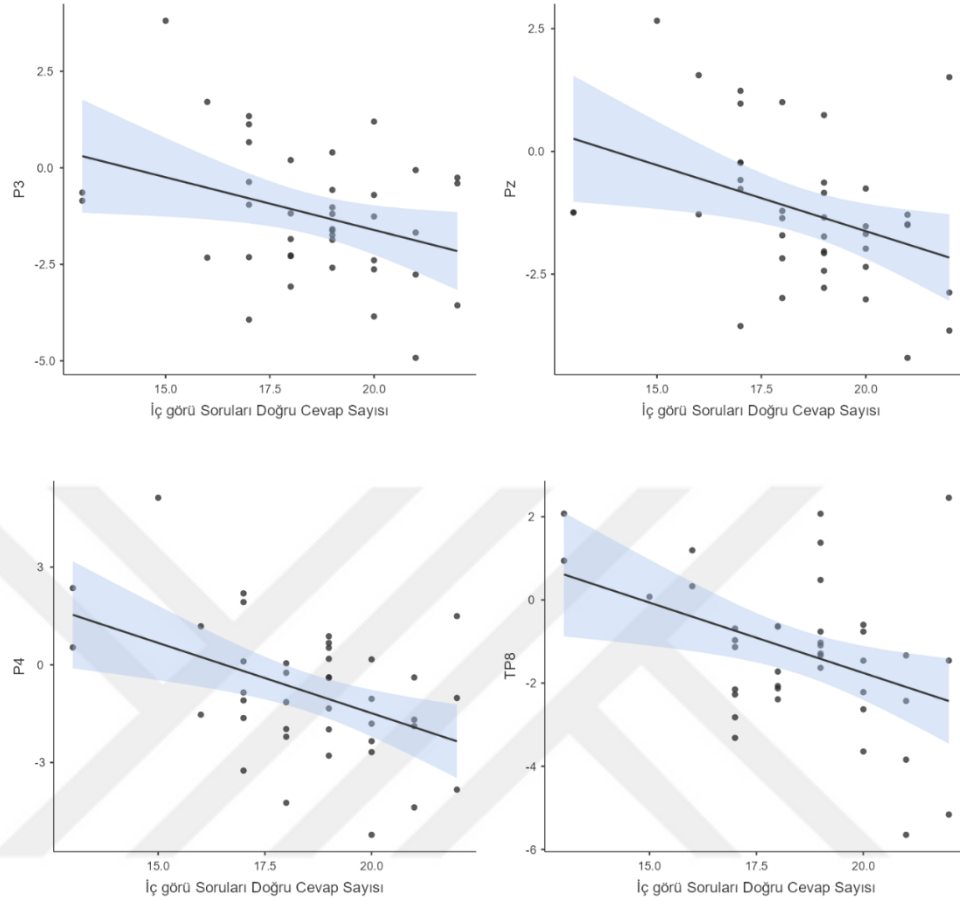 2.5
0.0
-2.5
-5.0
P3
15.0 17.5 20.0
İç görü Soruları Doğru Cevap Sayısı
2.5
0.0
-2.5
Pz
15.0 17.5 20.0
İç görü Soruları Doğru Cevap Sayısı
3
0
-3
P4
15.0 17.5 20.0
İç görü Soruları Doğru Cevap Sayısı
2
0
-2
-4
-6
TP8
15.0 17.5 20.0
İç görü Soruları Doğru Cevap Sayısı